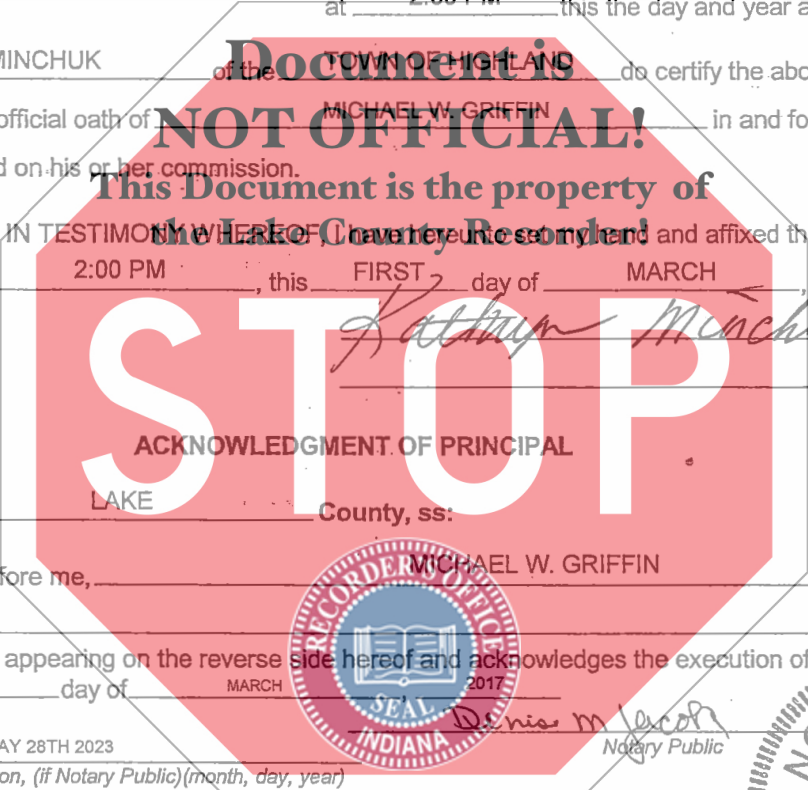 at 2:00 PM this the day and year a
MINCHUK of the TOWN OF HIGHLAND do certify the abo
Document is
official oath of MICHAEL W. GRIFFIN in and fo
NOT OFFICIAL!
d on his or her commission.
This Document is the property of
IN TESTIMONY WHEREOF, I have hereunto set my hand and affixed th
the Lake County Recorder!
2:00 PM, this FIRST day of MARCH,
Kathryn Minch
STOP
ACKNOWLEDGMENT OF PRINCIPAL
LAKE County, ss:
fore me, MICHAEL W. GRIFFIN
RECORDER'S OFFICE
appearing on the reverse side hereof and acknowledges the execution of
day of MARCH, 2017
SEAL
Denise M Jacob
INDIANA
Notary Public
AY 28TH 2023
on, (if Notary Public)(month, day, year)